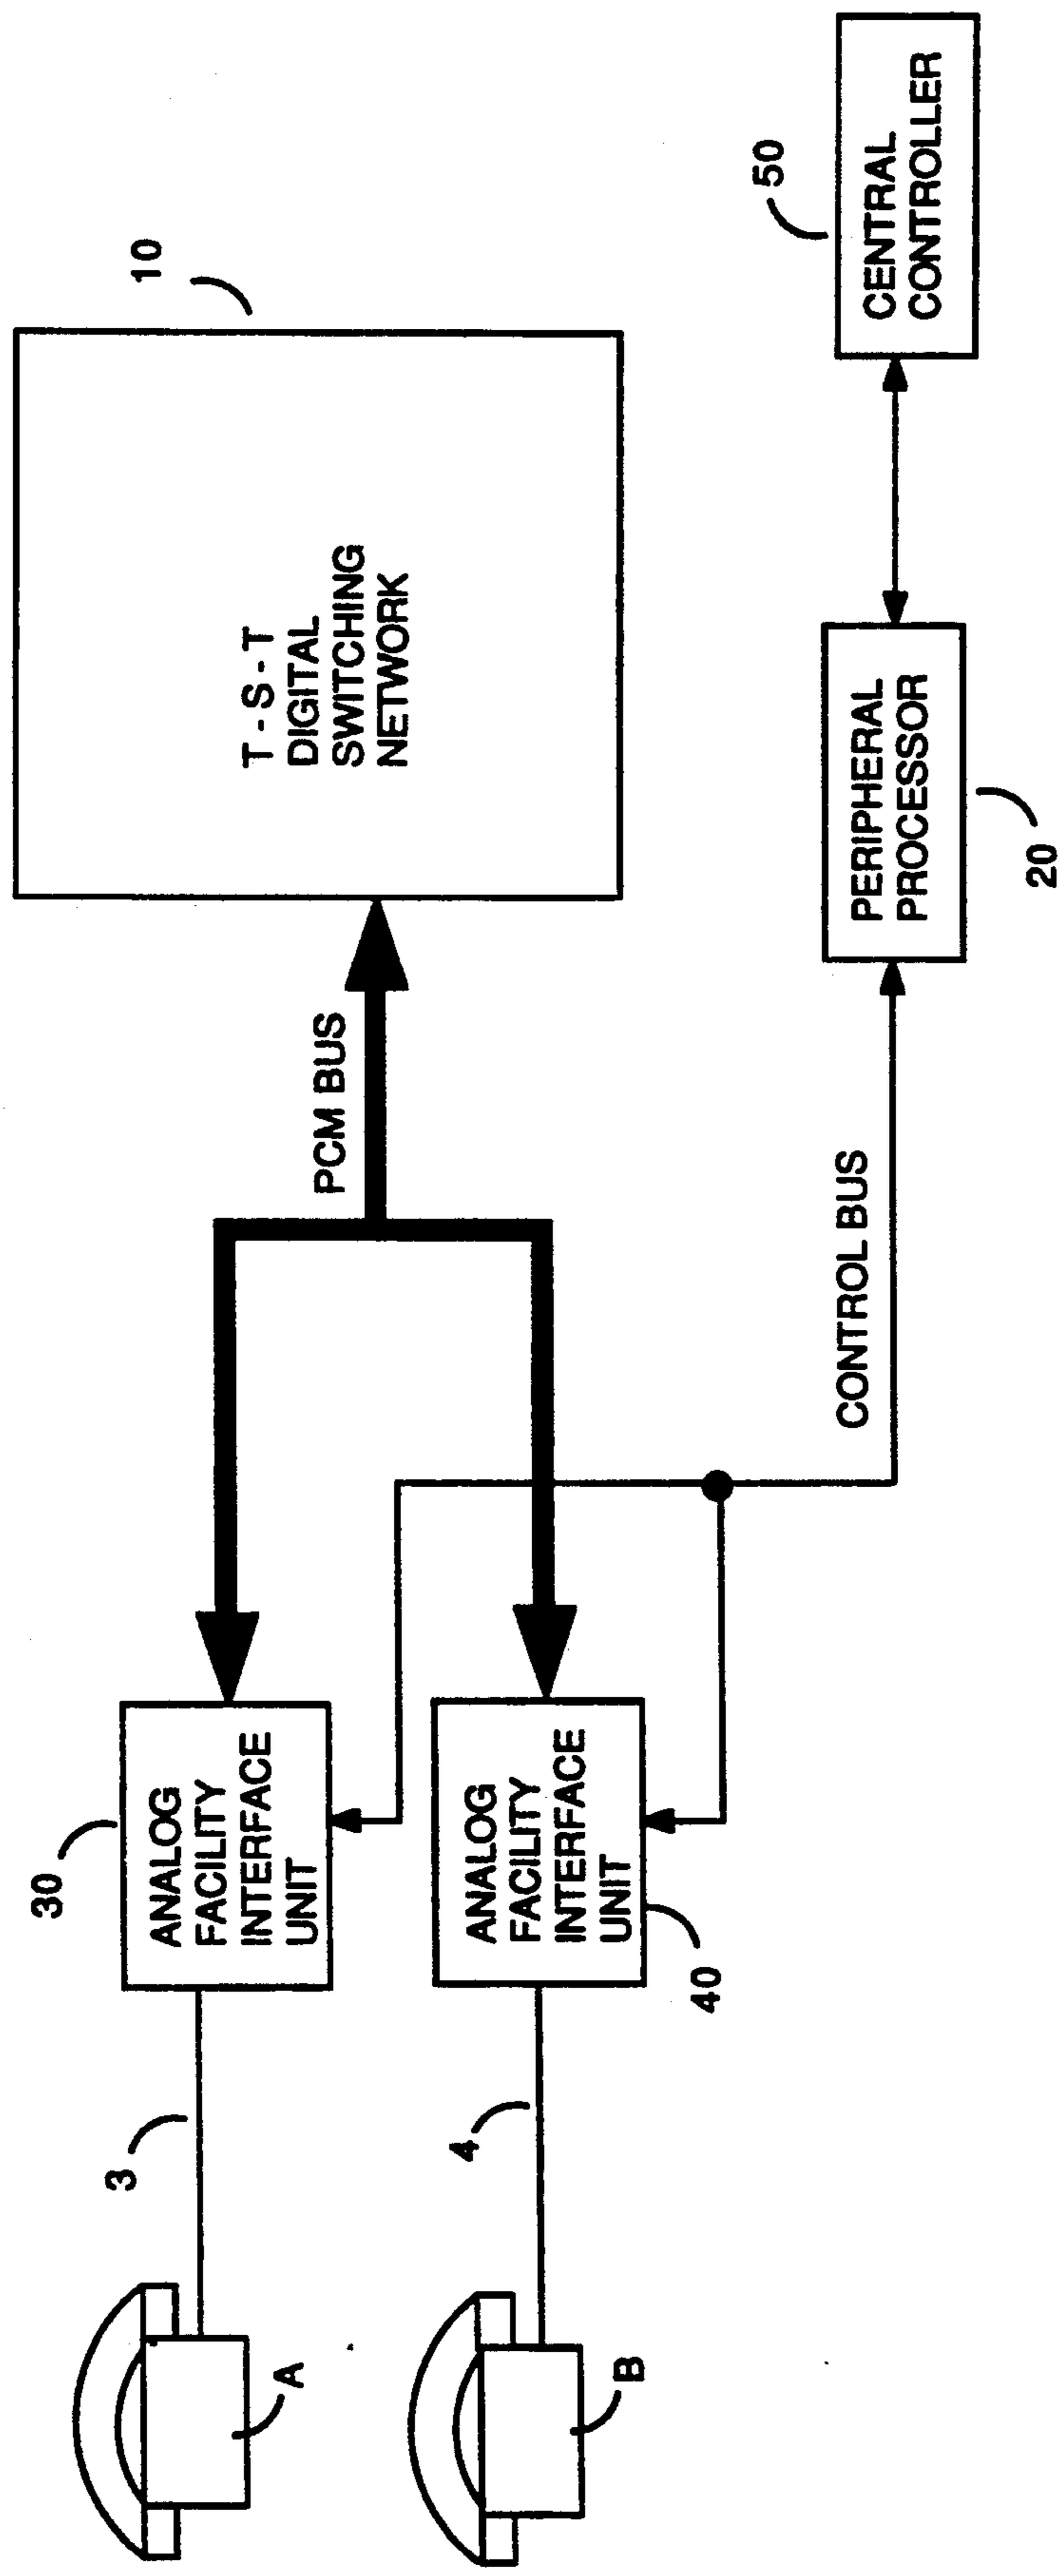 10
T - S - T
DIGITAL
SWITCHING
NETWORK
PCM BUS
30
ANALOG
FACILITY
INTERFACE
UNIT
3
A
ANALOG
FACILITY
INTERFACE
UNIT
40
4
B
50
CENTRAL
CONTROLLER
PERIPHERAL
PROCESSOR
20
CONTROL BUS